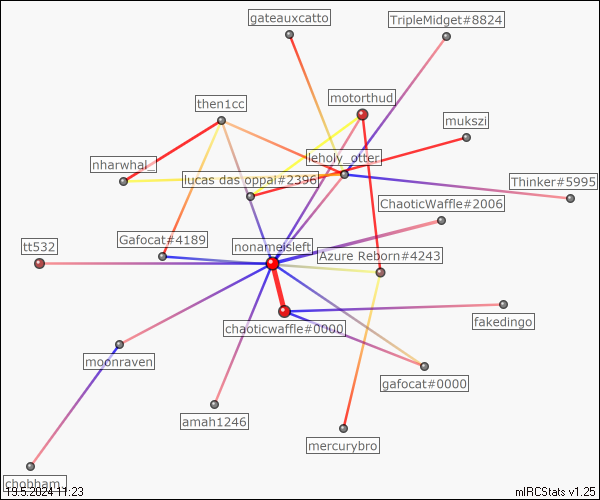 gateauxcatto
TripleMidget#8824
motorthud
then1cc
mukszi
leholy_otter
nharwhal_
lucas das oppai#2396
Thinker#5995
ChaoticWaffle#2006
Gafocat#4189
nonameisleft
tt532
Azure Reborn#4243
chaoticwaffle#0000
fakedingo
moonraven
gafocat#0000
amah1246
mercurybro
chobham_
19.5.2024 11:23
mIRCStats v1.25